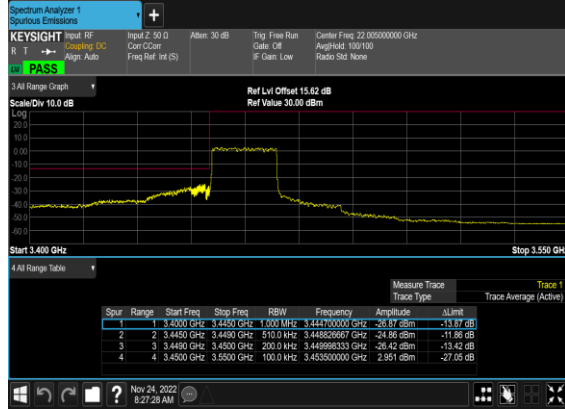 Spectrum Analyzer 1
Spurious Emissions
KEYSIGHT Input: RF Input Z: 50 Ω Atten: 30 dB Trig: Free Run Center Freq: 22.005000000 GHz
R T Coupling: DC Corr CCorr Gate: Off Avg|Hold: 100/100
Align: Auto Freq Ref: Int (S) IF Gain: Low Radio Std: None
PASS
3 All Range Graph
Ref Lvl Offset 15.62 dB
Scale/Div 10.0 dB Ref Value 30.00 dBm
Log
20.0
10.0
0.00
-10.0
-20.0
-30.0
-40.0
-50.0
-60.0
Start 3.400 GHz Stop 3.550 GHz
4 All Range Table
Measure Trace Trace 1
Trace Type Trace Average (Active)
Spur Range Start Freq Stop Freq RBW Frequency Amplitude ΔLimit
1 1 3.4000 GHz 3.4450 GHz 1.000 MHz 3.444700000 GHz -26.87 dBm -13.87 dB
2 2 3.4450 GHz 3.4490 GHz 510.0 kHz 3.448826667 GHz -24.86 dBm -11.86 dB
3 3 3.4490 GHz 3.4500 GHz 200.0 kHz 3.449998333 GHz -26.42 dBm -13.42 dB
4 4 3.4500 GHz 3.5500 GHz 100.0 kHz 3.453500000 GHz 2.951 dBm -27.05 dB
? Nov 24, 2022
8:27:28 AM